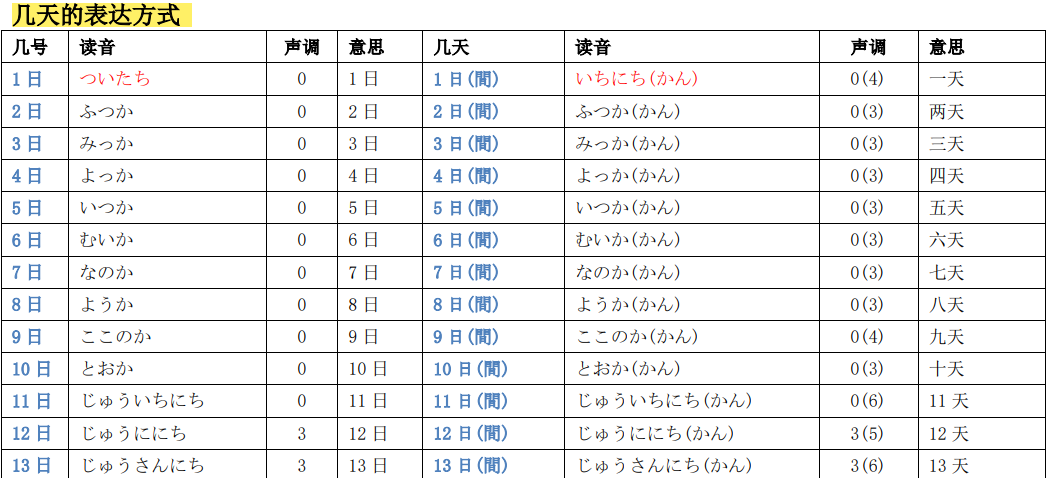 几天的表达方式
几号 读音 声调 意思 几天 读音 声调 意思
1日 ついたち 0 1日 1日(間) いちにち(かん) 0(4) 一天
2日 ふつか 0 2日 2日(間) ふつか(かん) 0(3) 两天
3日 みっか 0 3日 3日(間) みっか(かん) 0(3) 三天
4日 よっか 0 4日 4日(間) よっか(かん) 0(3) 四天
5日 いつか 0 5日 5日(間) いつか(かん) 0(3) 五天
6日 むいか 0 6日 6日(間) むいか(かん) 0(3) 六天
7日 なのか 0 7日 7日(間) なのか(かん) 0(3) 七天
8日 ようか 0 8日 8日(間) ようか(かん) 0(3) 八天
9日 ここのか 0 9日 9日(間) ここのか(かん) 0(4) 九天
10日 とおか 0 10日 10日(間) とおか(かん) 0(3) 十天
11日 じゅういちにち 0 11日 11日(間) じゅういちにち(かん) 0(6) 11天
12日 じゅうににち 3 12日 12日(間) じゅうににち(かん) 3(5) 12天
13日 じゅうさんにち 3 13日 13日(間) じゅうさんにち(かん) 3(6) 13天